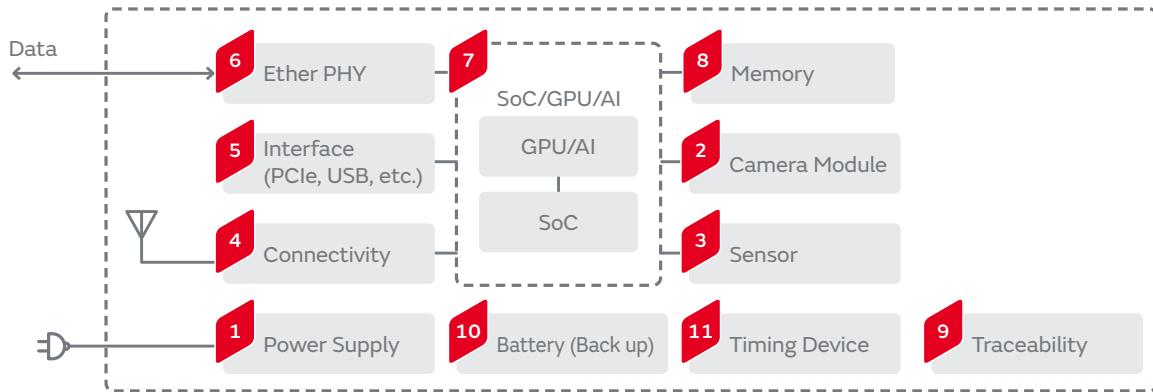 Data
6
Ether PHY
7
SoC/GPU/AI
GPU/AI
SoC
8
Memory
5
Interface
(PCIe, USB, etc.)
2
Camera Module
4
Connectivity
3
Sensor
1
Power Supply
10
Battery (Back up)
11
Timing Device
9
Traceability